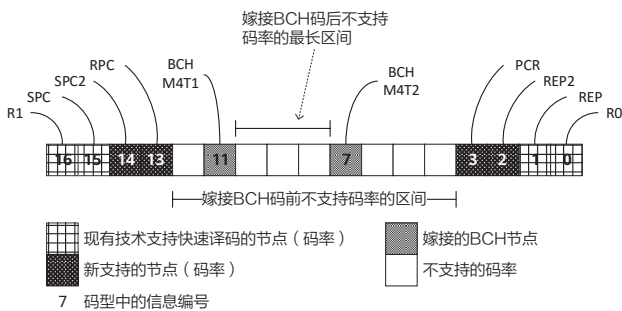 嫁接BCH码后不支持
码率的最长区间
R1
SPC
SPC2
RPC
BCH
M4T1
BCH
M4T2
PCR
REP2
REP
R0
16 15 14 13 11 7 3 2 1 0
嫁接BCH码前不支持码率的区间
现有技术支持快速译码的节点（码率）
嫁接的BCH节点
新支持的节点（码率）
不支持的码率
7 码型中的信息编号